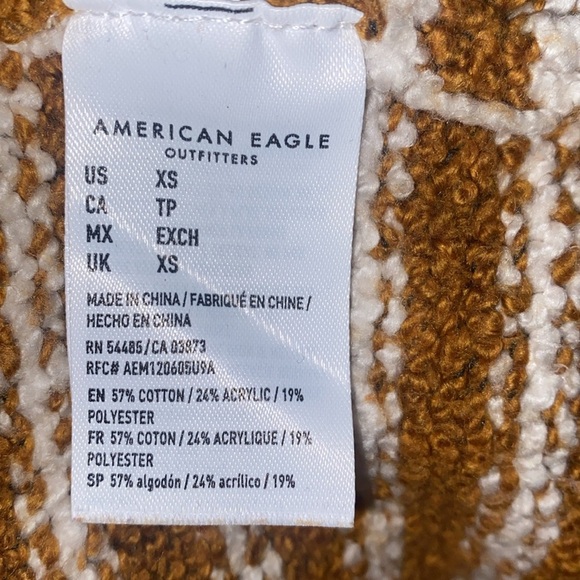 AMERICAN EAGLE
OUTFITTERS
US XS
CA TP
MX EXCH
UK XS
MADE IN CHINA / FABRIQUÉ EN CHINE /
HECHO EN CHINA
RN 54485 / CA 03873
RFC# AEM120605U9A
EN 57% COTTON / 24% ACRYLIC / 19%
POLYESTER
FR 57% COTON / 24% ACRYLIQUE / 19%
POLYESTER
SP 57% algodón / 24% acrílico / 19%